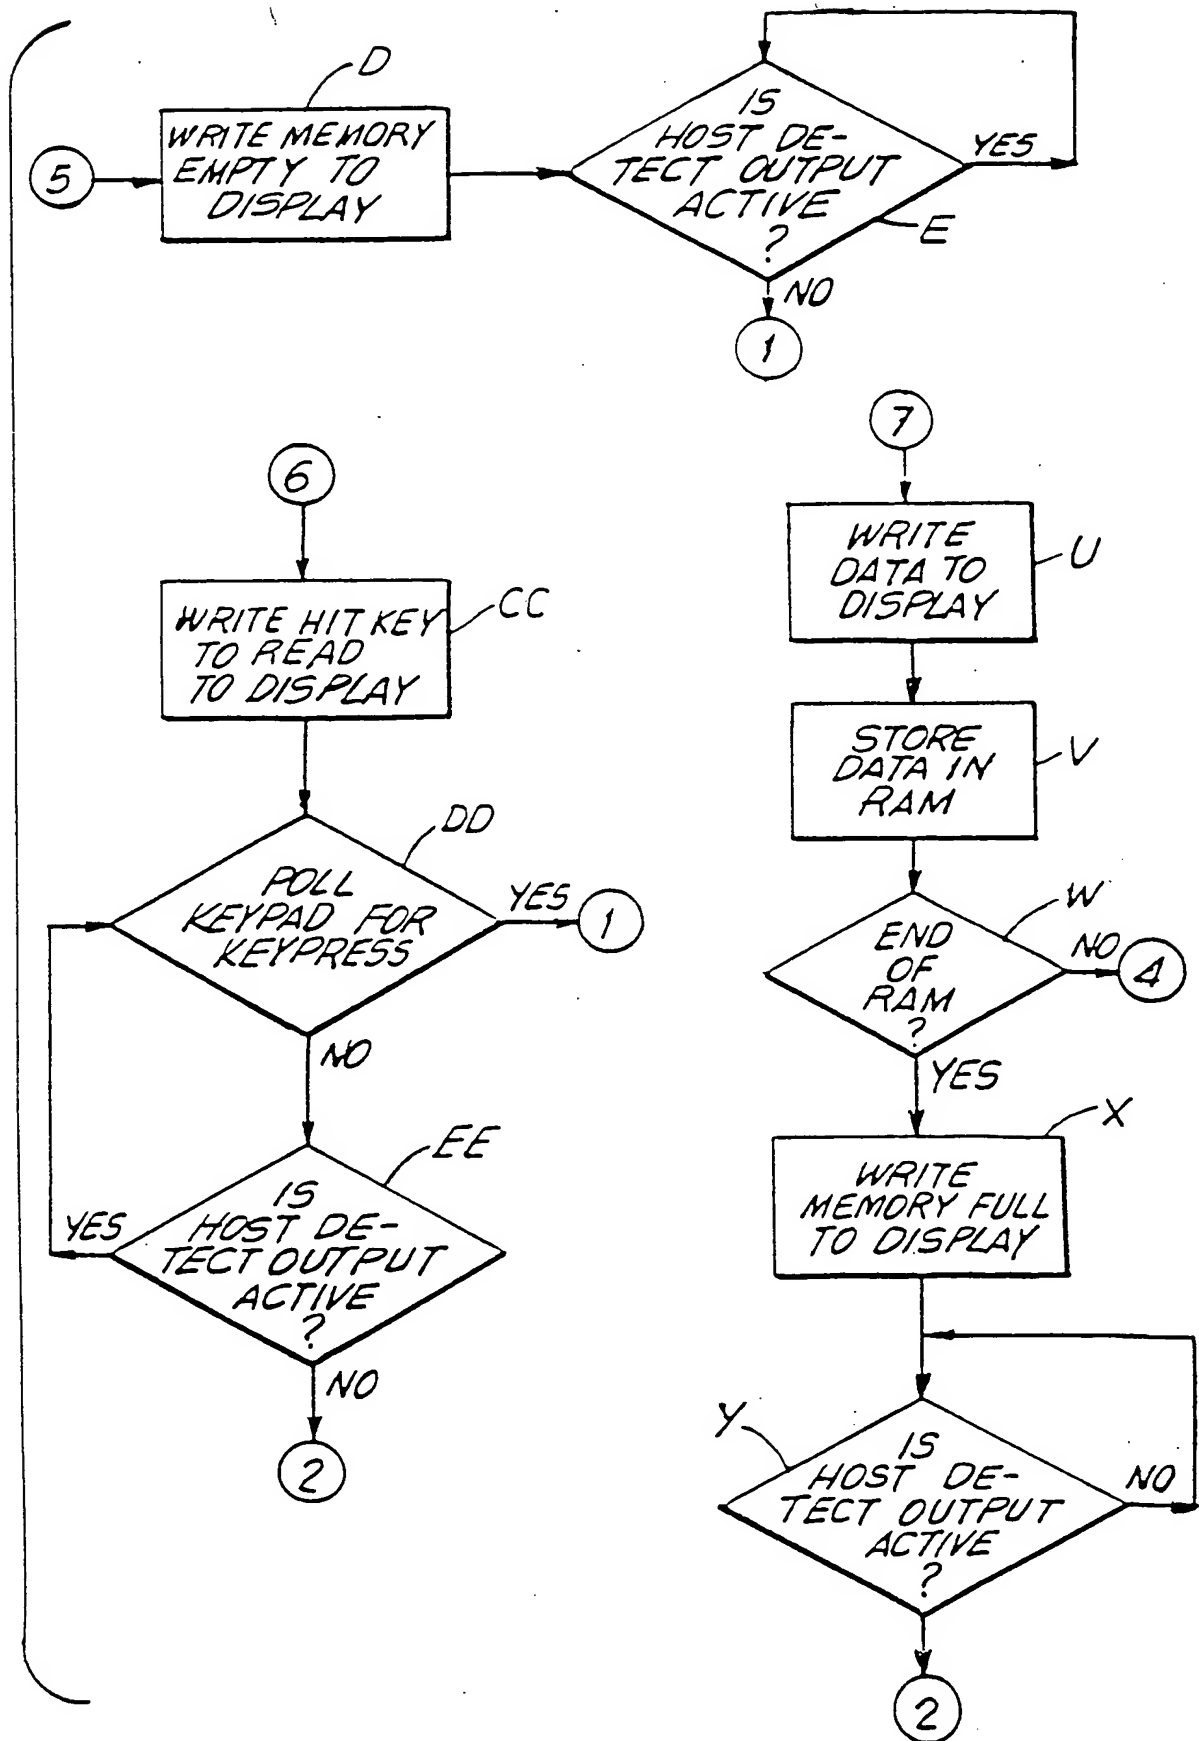 D
5
WRITE MEMORY
EMPTY TO
DISPLAY
IS
HOST DE-
TECT OUTPUT
ACTIVE
?
YES
E
NO
1
6
WRITE HIT KEY
TO READ
TO DISPLAY
CC
DD
POLL
KEYPAD FOR
KEYPRESS
YES
1
NO
EE
IS
HOST DE-
TECT OUTPUT
ACTIVE
?
YES
NO
2
7
WRITE
DATA TO
DISPLAY
U
STORE
DATA IN
RAM
V
W
END
OF
RAM
?
NO
4
YES
X
WRITE
MEMORY FULL
TO DISPLAY
Y
IS
HOST DE-
TECT OUTPUT
ACTIVE
?
NO
2